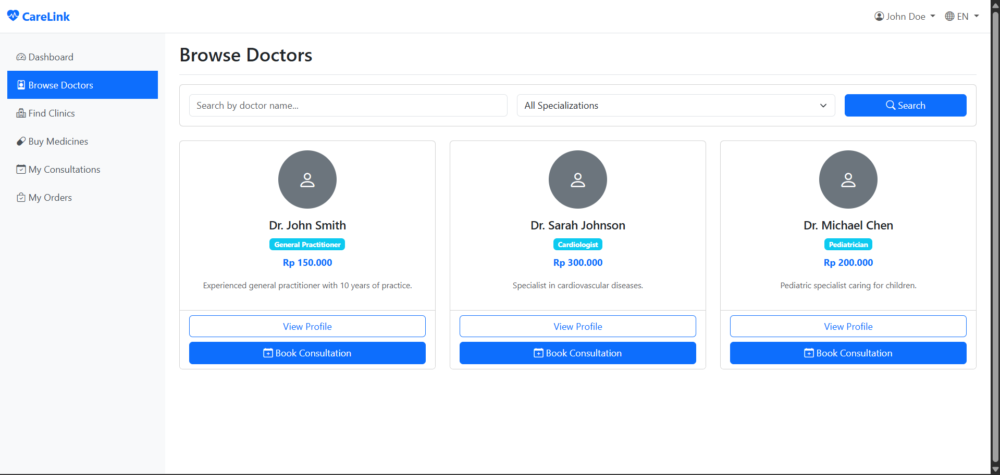 CareLink
John Doe
EN
Dashboard
Browse Doctors
Find Clinics
Buy Medicines
My Consultations
My Orders
Browse Doctors
Search by doctor name...
All Specializations
Search
Dr. John Smith
General Practitioner
Rp 150.000
Experienced general practitioner with 10 years of practice.
View Profile
Book Consultation
Dr. Sarah Johnson
Cardiologist
Rp 300.000
Specialist in cardiovascular diseases.
View Profile
Book Consultation
Dr. Michael Chen
Pediatrician
Rp 200.000
Pediatric specialist caring for children.
View Profile
Book Consultation